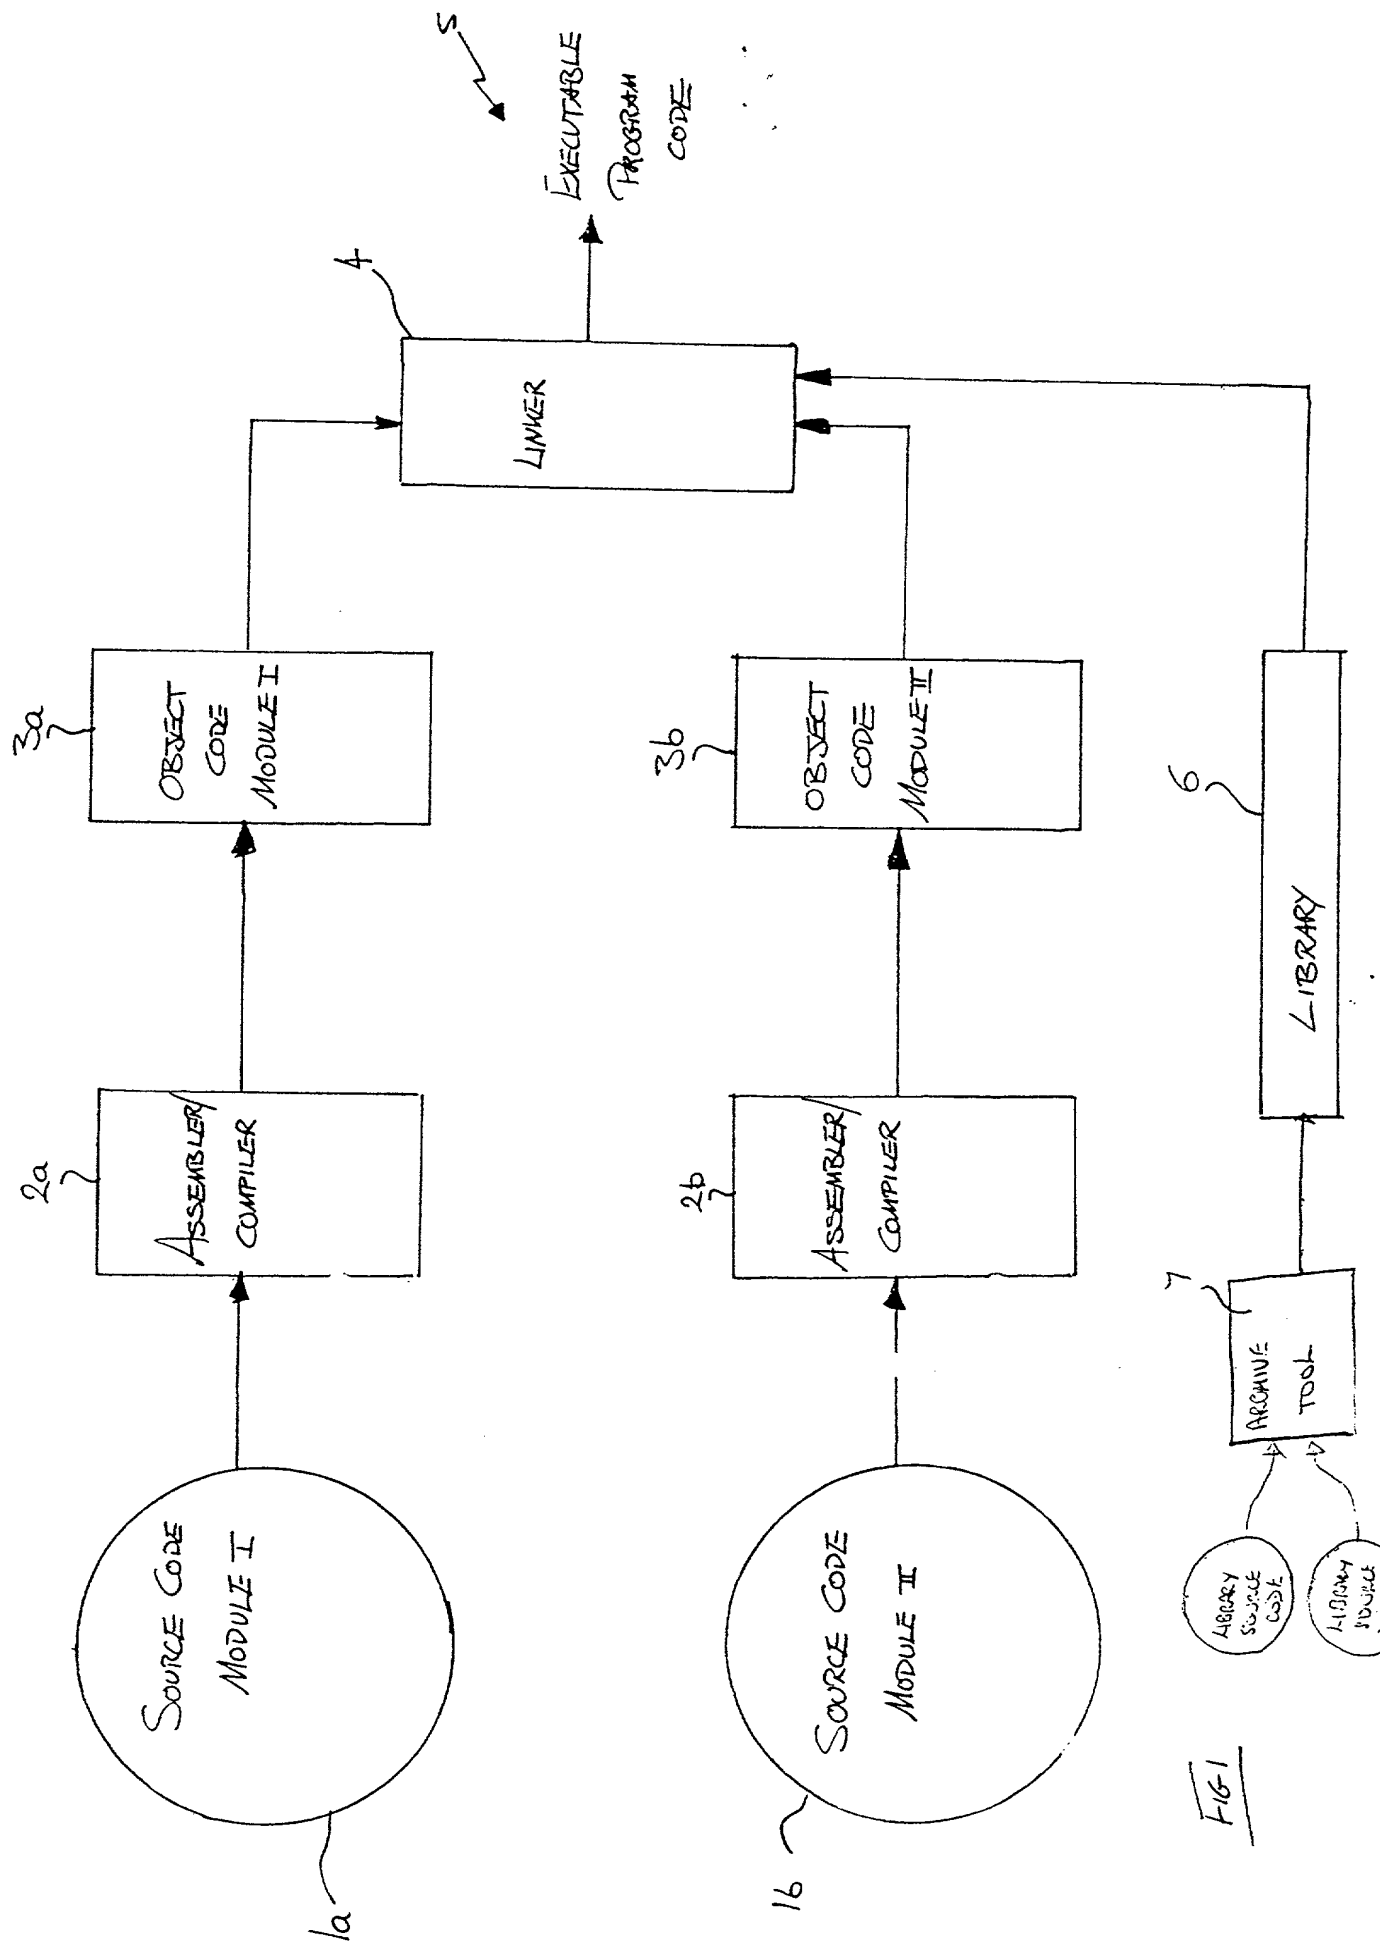 1a
SOURCE CODE
MODULE I
2a
ASSEMBLER/
COMPILER
3a
OBJECT
CODE
MODULE I
4
LINKER
5
EXECUTABLE
PROGRAM
CODE
1b
SOURCE CODE
MODULE II
2b
ASSEMBLER/
COMPILER
3b
OBJECT
CODE
MODULE II
LIBRARY
SOURCE
CODE
LIBRARY
SOURCE
7
ARCHIVE
TOOL
6
LIBRARY
FIG 1